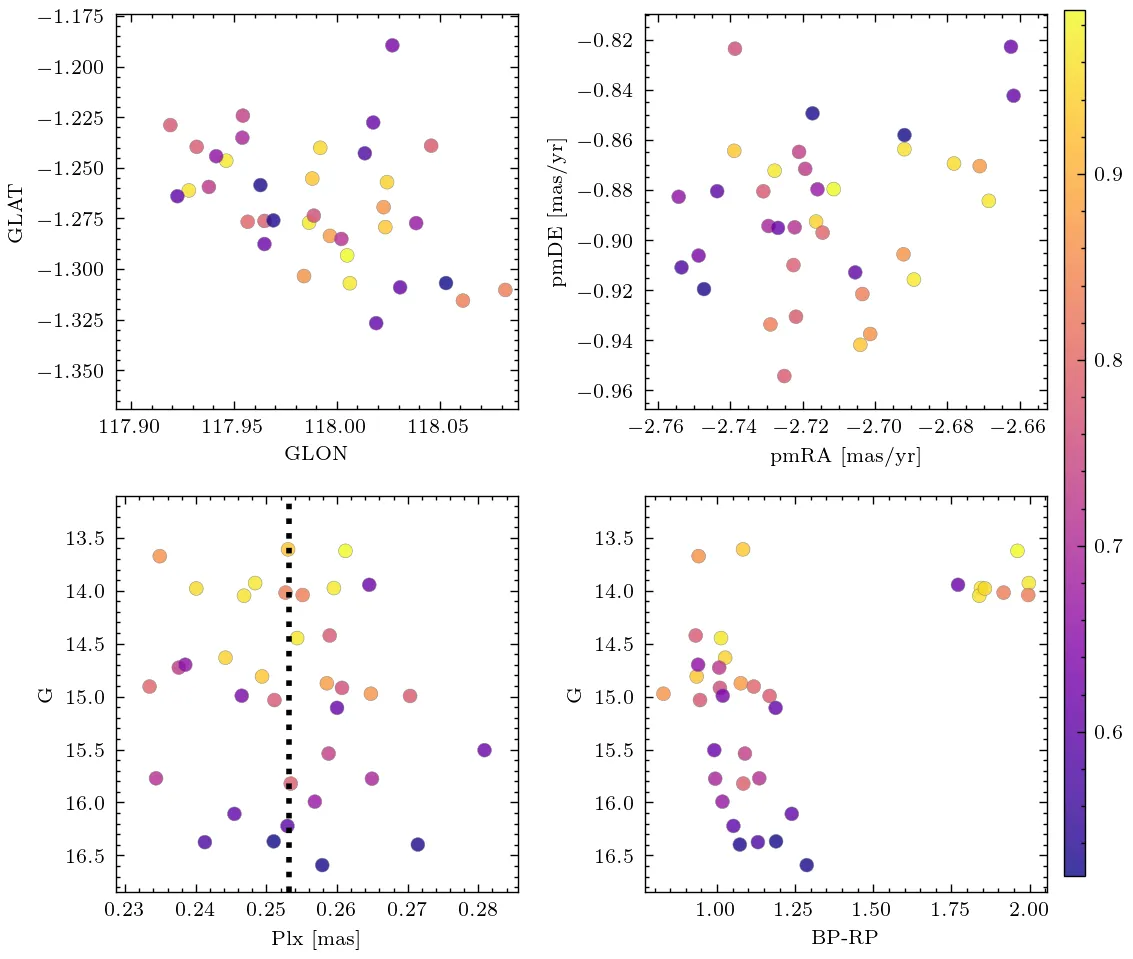 −1.175
−1.200
−1.225
−1.250
−1.275
−1.300
−1.325
−1.350
GLAT
117.90 117.95 118.00 118.05
GLON
−0.82
−0.84
−0.86
−0.88
−0.90
−0.92
−0.94
−0.96
pmDE [mas/yr]
−2.76 −2.74 −2.72 −2.70 −2.68 −2.66
pmRA [mas/yr]
13.5
14.0
14.5
15.0
15.5
16.0
16.5
G
0.23 0.24 0.25 0.26 0.27 0.28
Plx [mas]
13.5
14.0
14.5
15.0
15.5
16.0
16.5
G
1.00 1.25 1.50 1.75 2.00
BP-RP
0.9
0.8
0.7
0.6